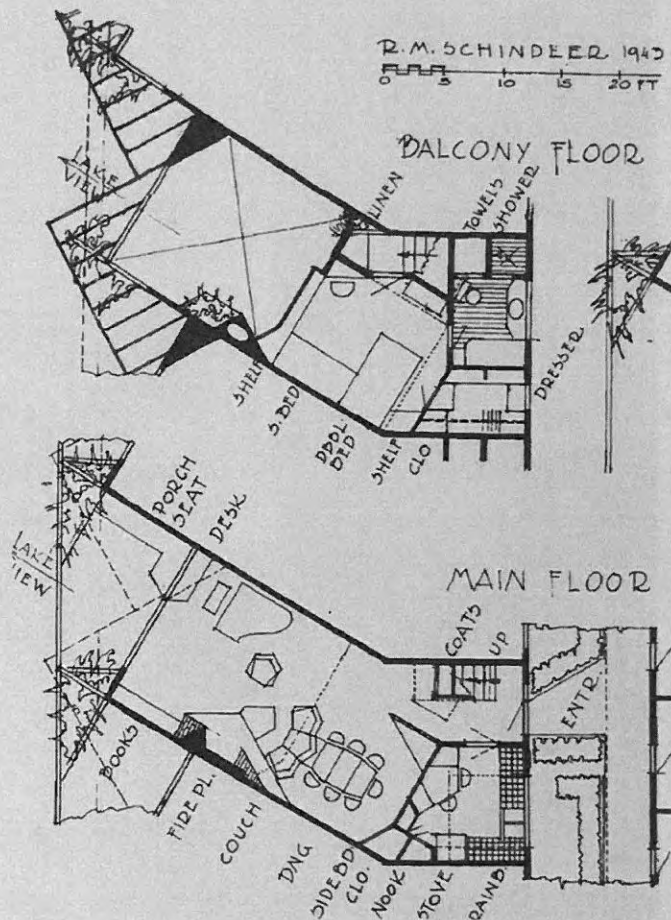 R.M. SCHINDEER
0 5 10 15 20 FT
BALCONY FLOOR
LAKE
VIEW
LINEN
TOWELS
SHOWER
SHELF
S.BED
DBBL
BED
SHELF
CLO
DRESSER
MAIN FLOOR
LAKE
VIEW
PORCH
SEAT
DESK
COATS
UP
ENTR.
BOOKS
FIRE PL.
COUCH
DNG
SIDEBD
CLO.
NOOK
STOVE